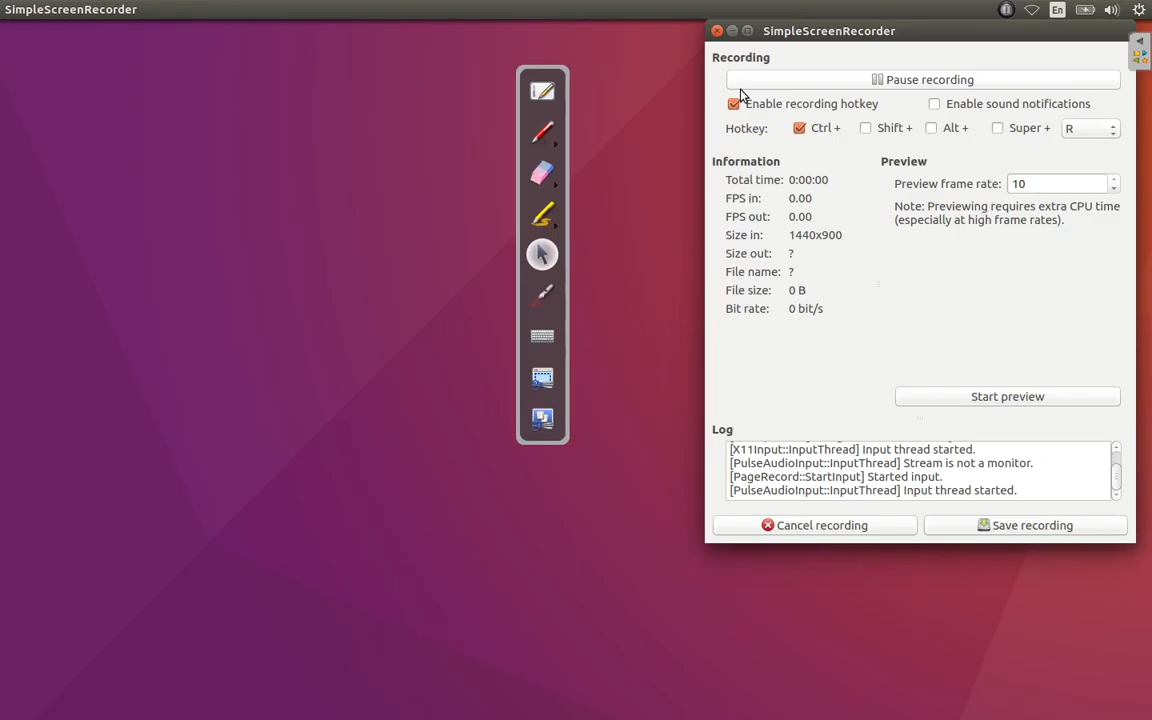 SimpleScreenRecorder
En
SimpleScreenRecorder
Recording
Pause recording
Enable recording hotkey
Enable sound notifications
Hotkey: Ctrl + Shift + Alt + Super + R
Information
Total time: 0:00:00
FPS in: 0.00
FPS out: 0.00
Size in: 1440x900
Size out: ?
File name: ?
File size: 0 B
Bit rate: 0 bit/s
Preview
Preview frame rate: 10
Note: Previewing requires extra CPU time
(especially at high frame rates).
Start preview
Log
[X11Input::InputThread] Input thread started.
[PulseAudioInput::InputThread] Stream is not a monitor.
[PageRecord::StartInput] Started input.
[PulseAudioInput::InputThread] Input thread started.
Cancel recording
Save recording